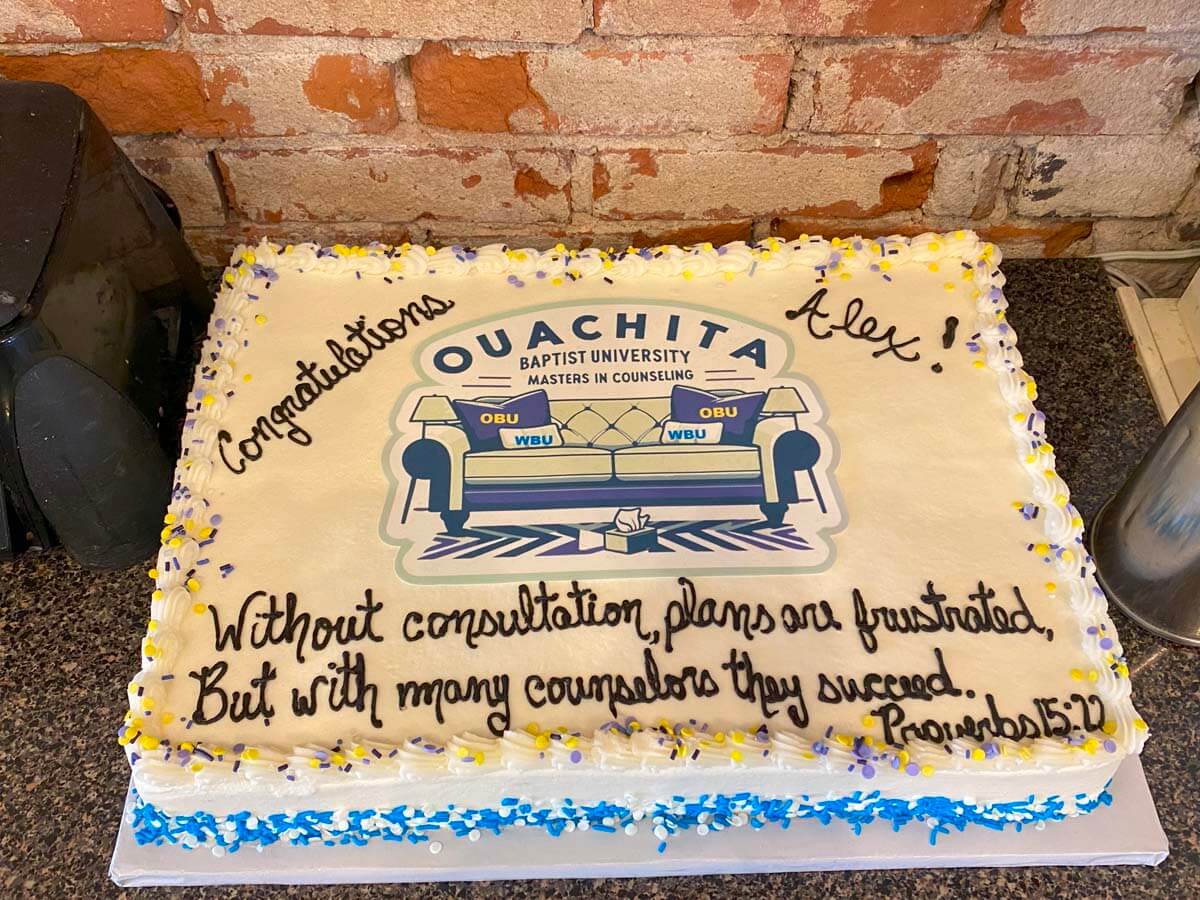 Congratulations
Alex!
OUACHITA
BAPTIST UNIVERSITY
MASTERS IN COUNSELING
OBU
OBU
WBU
WBU
Without consultation, plans are frustrated,
But with many counselors they succeed.
Proverbs 15:22